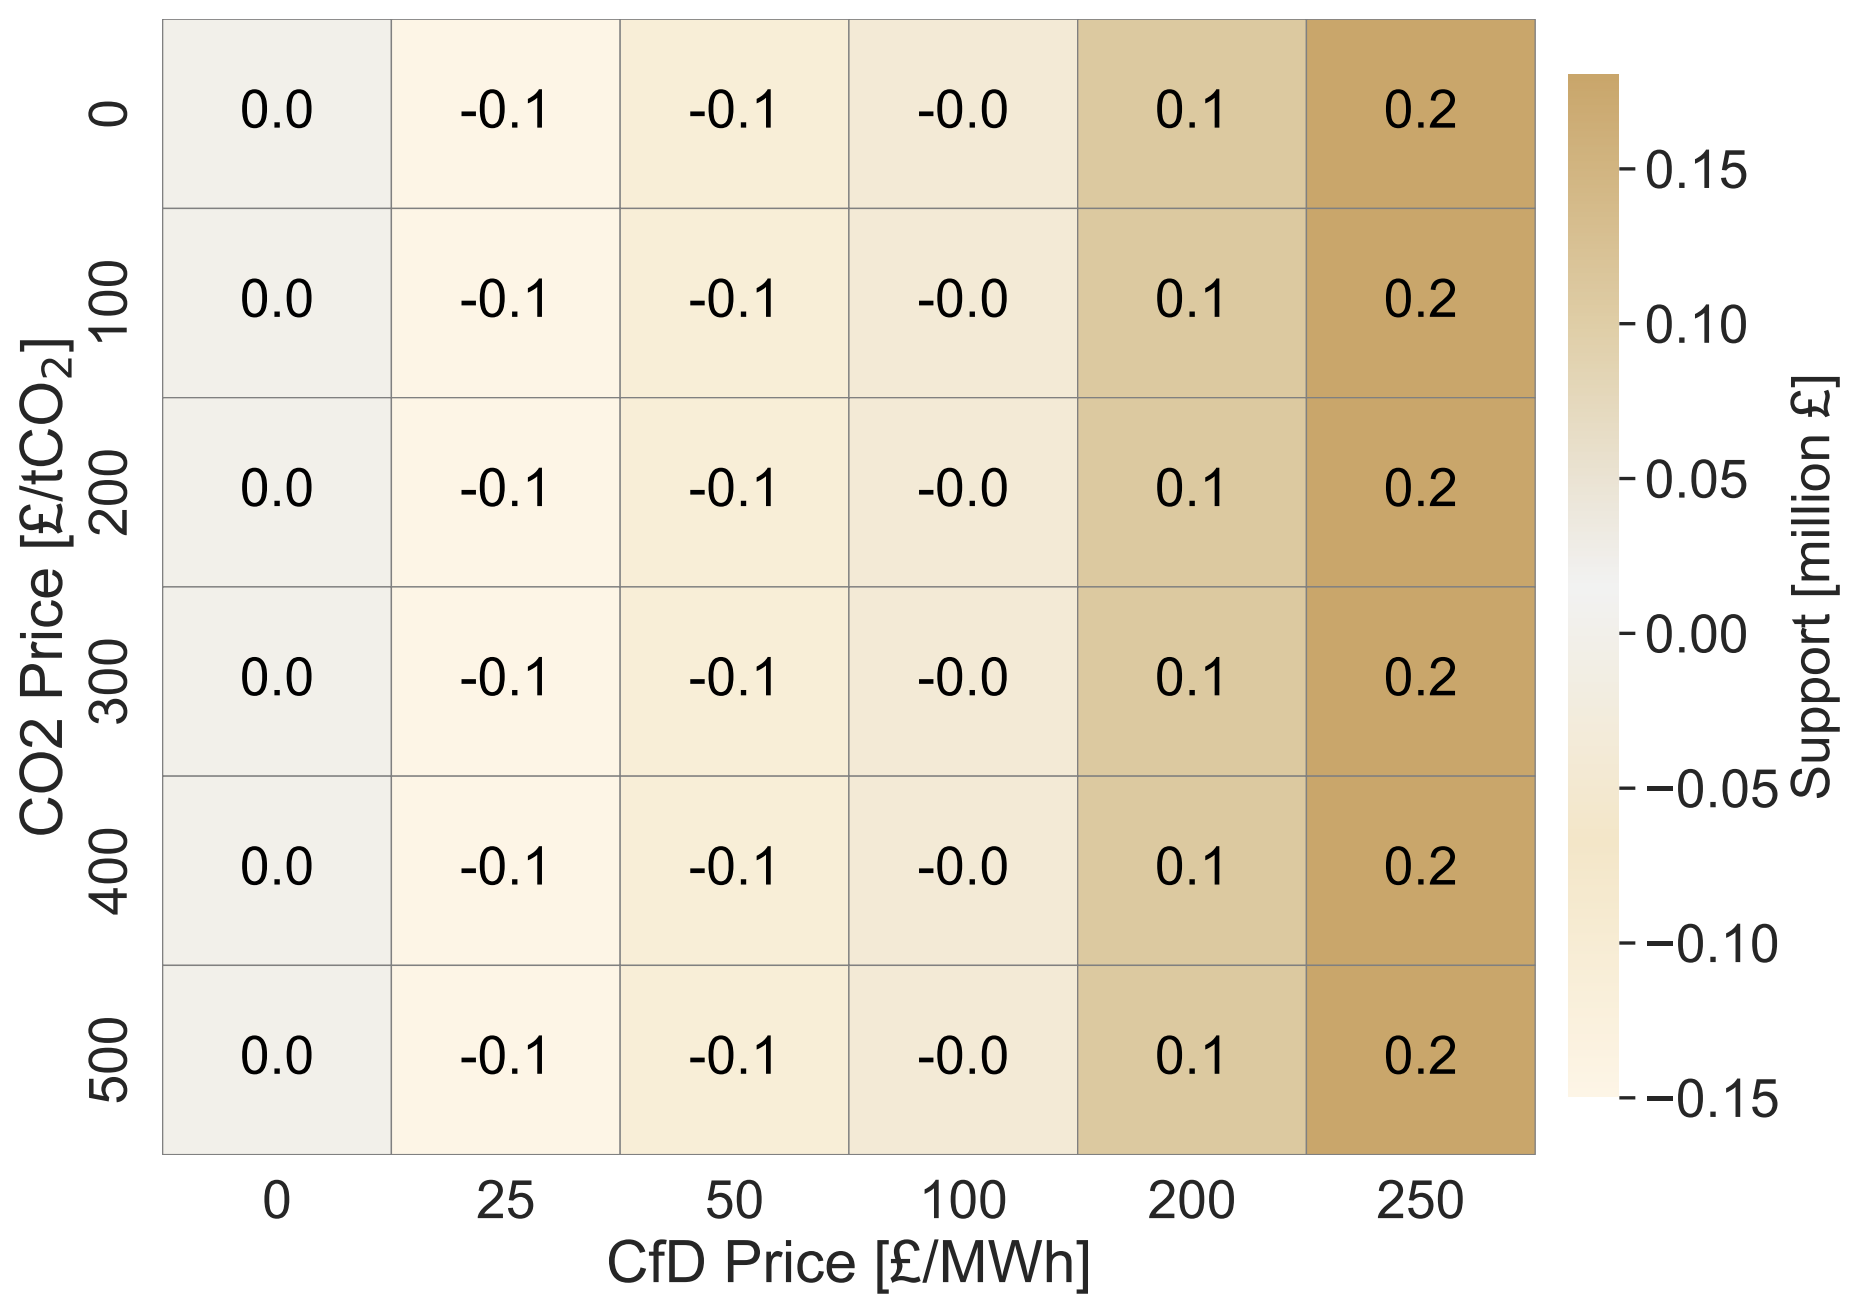 CO2 Price [£/tCO₂]
0 0.0 -0.1 -0.1 -0.0 0.1 0.2
100 0.0 -0.1 -0.1 -0.0 0.1 0.2
200 0.0 -0.1 -0.1 -0.0 0.1 0.2
300 0.0 -0.1 -0.1 -0.0 0.1 0.2
400 0.0 -0.1 -0.1 -0.0 0.1 0.2
500 0.0 -0.1 -0.1 -0.0 0.1 0.2
0 25 50 100 200 250
CfD Price [£/MWh]
0.15
0.10
0.05
0.00
−0.05
−0.10
−0.15
Support [million £]